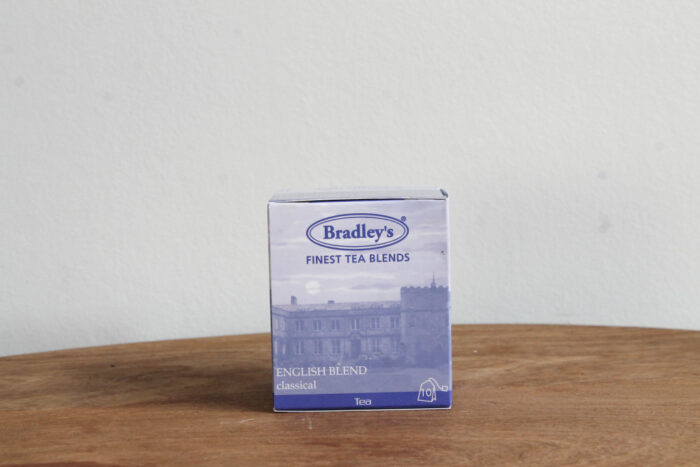 Bradley's®
FINEST TEA BLENDS
ENGLISH BLEND
classical
10
Tea